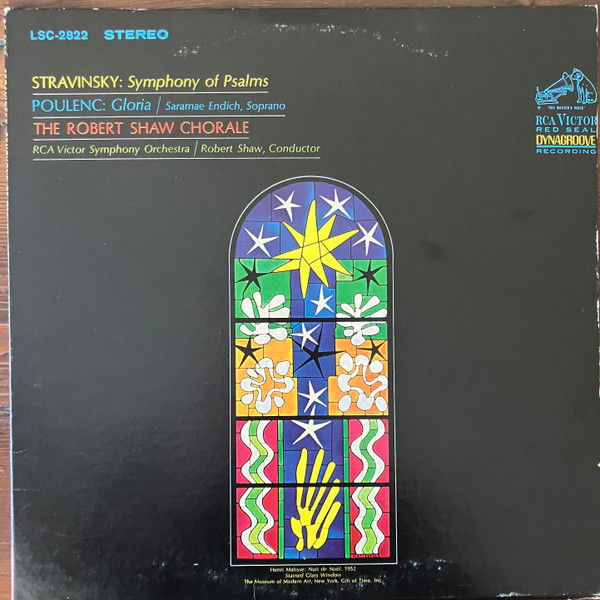 LSC-2822 STEREO
STRAVINSKY: Symphony of Psalms
POULENC: Gloria / Saramae Endich, Soprano
THE ROBERT SHAW CHORALE
RCA Victor Symphony Orchestra / Robert Shaw, Conductor
"HIS MASTER'S VOICE"
RCA VICTOR
RED SEAL
DYNAGROOVE
RECORDING
Henri Matisse: Nuit de Noël, 1952
Stained Glass Window
The Museum of Modern Art, New York, Gift of Time, Inc.